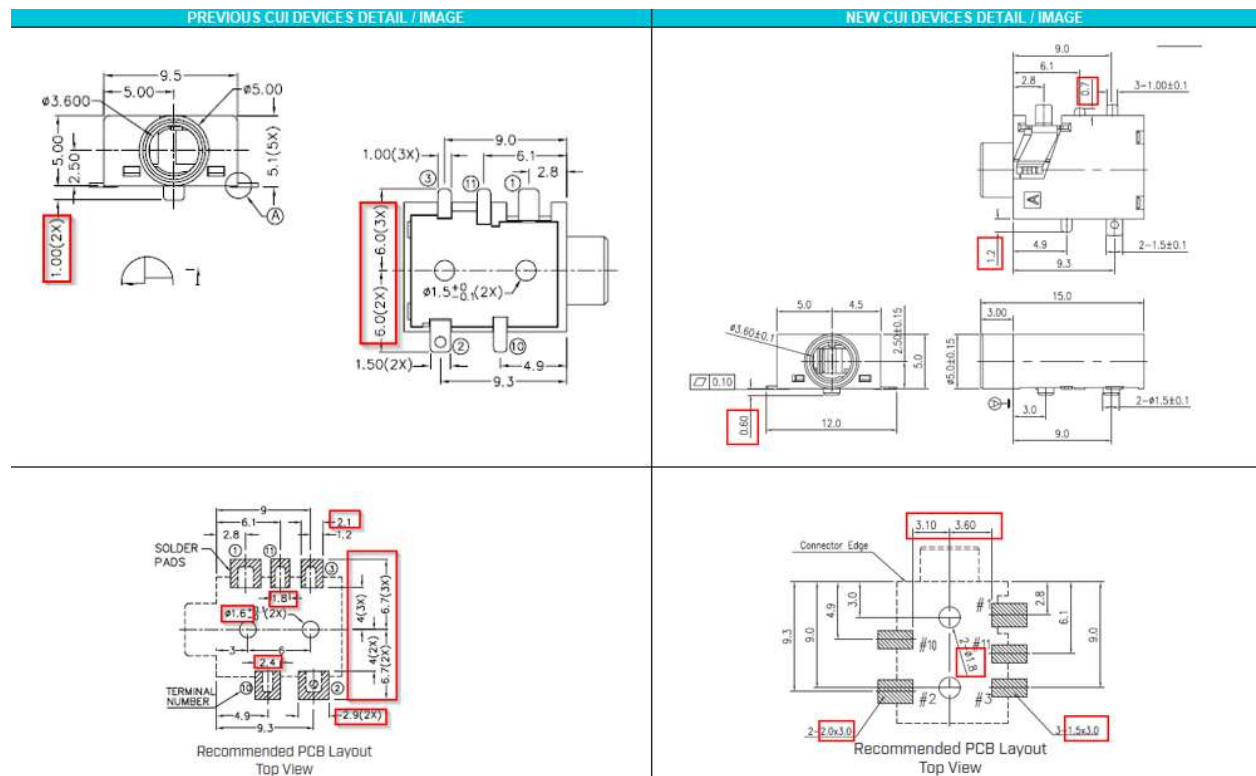 PREVIOUS CUI DEVICES DETAIL / IMAGE
NEW CUI DEVICES DETAIL / IMAGE
9.5
5.00
ø5.00
ø3.600
5.00
2.50
5.1(5X)
1.00(2X)
A
9.0
1.00(3X)
6.1
2.8
3
11
1
6.0(3X)
6.0(2X)
ø1.5 +0 -0.1 (2X)
2
10
1.50(2X)
4.9
9.3
9.0
6.1
2.8
0.7
3-1.00±0.1
A
1.2
4.9
2-1.5±0.1
9.3
5.0
4.5
ø3.60±0.1
2.50±0.15
5.0
0.10
0.60
12.0
15.0
3.00
ø5.0±0.15
A
3.0
2-ø1.5±0.1
9.0
9
6.1
2.1
2.8
1.2
SOLDER
PADS
1
11
3
1.8
(2X)
4(3X)
6.7(3X)
3
6
4(2X)
6.7(2X)
2.4
TERMINAL
NUMBER
10
2
4.9
2.9(2X)
9.3
Recommended PCB Layout
Top View
3.10
3.60
Connector Edge
9.3
9.0
4.9
3.0
2.8
6.1
9.0
#10
#11
2-ø1.8
#2
#3
2-2.0x3.0
3-1.5x3.0
Recommended PCB Layout
Top View